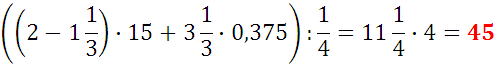 ((2 − 1 1/3) · 15 + 3 1/3 · 0,375) : 1/4 = 11 1/4 · 4 = 45